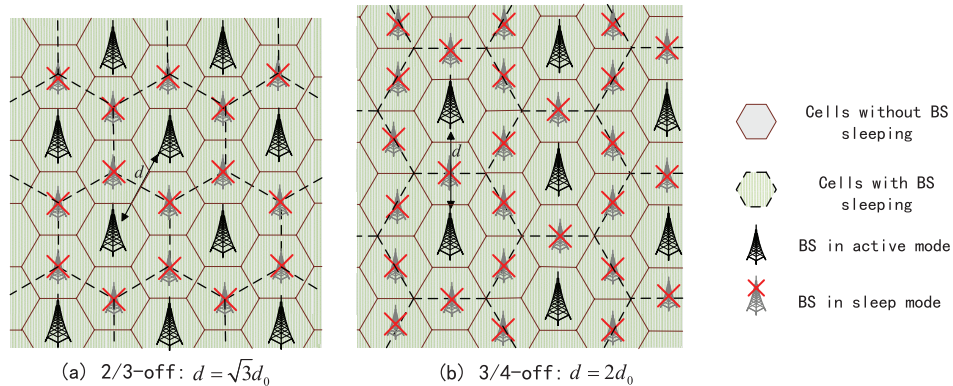 d
d
Cells without BS
sleeping
Cells with BS
sleeping
BS in active mode
BS in sleep mode
(a) 2/3-off: d = √3d₀
(b) 3/4-off: d = 2d₀